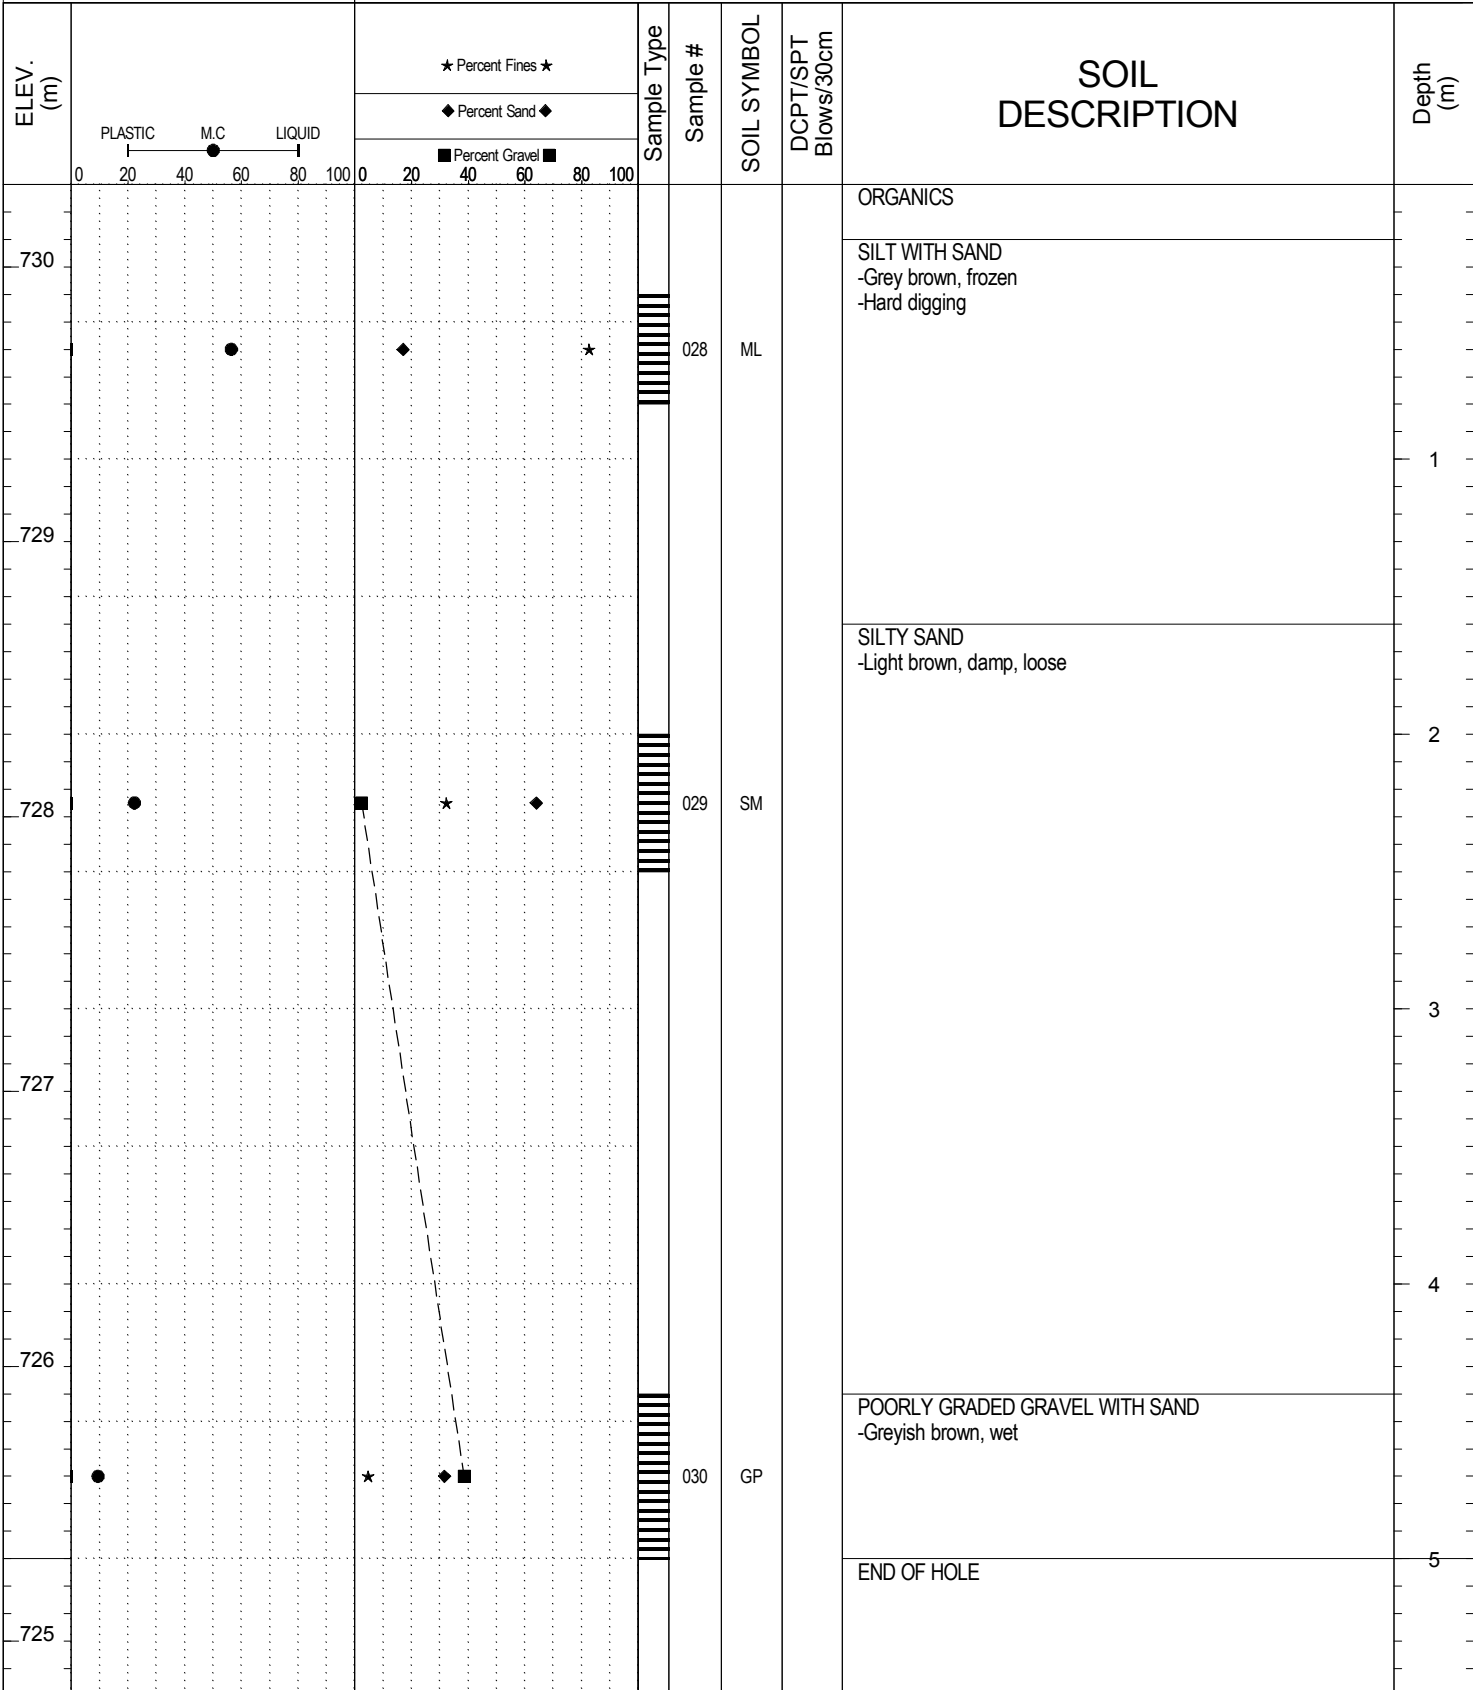 ELEV.
(m)
PLASTIC M.C LIQUID
0 20 40 60 80 100
★ Percent Fines ★
◆ Percent Sand ◆
■ Percent Gravel ■
0 20 40 60 80 100
Sample Type
Sample #
SOIL SYMBOL
DCPT/SPT
Blows/30cm
SOIL
DESCRIPTION
Depth
(m)
ORGANICS
SILT WITH SAND
-Grey brown, frozen
-Hard digging
730
028 ML
1
729
SILTY SAND
-Light brown, damp, loose
2
728
029 SM
3
727
4
726
POORLY GRADED GRAVEL WITH SAND
-Greyish brown, wet
030 GP
5
END OF HOLE
725